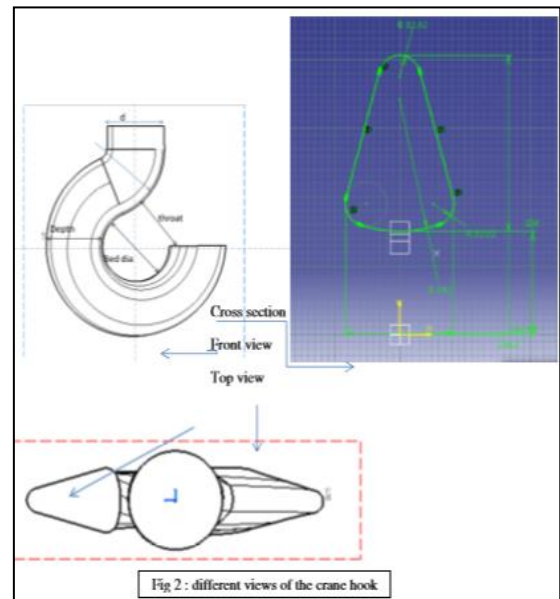 d
throat
Depth
Bed dia
Cross section
Front view
Top view
Fig 2 : different views of the crane hook